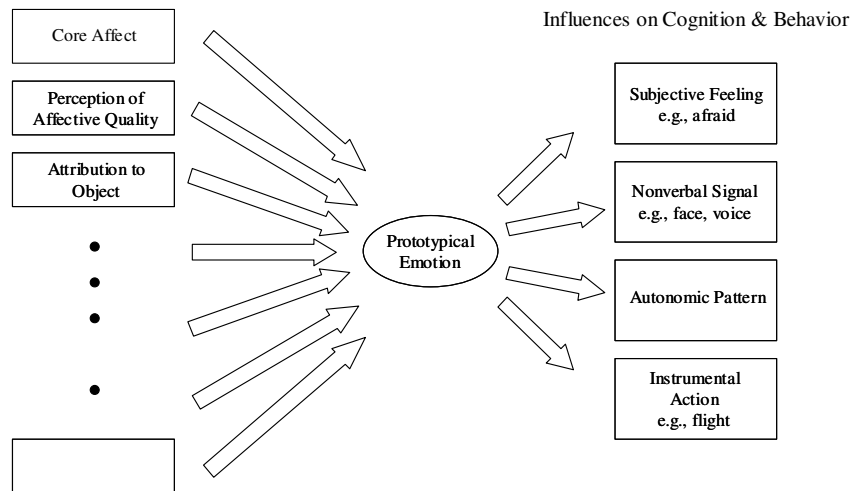 Influences on Cognition & Behavior
Core Affect
Perception of
Affective Quality
Attribution to
Object
Prototypical
Emotion
Subjective Feeling
e.g., afraid
Nonverbal Signal
e.g., face, voice
Autonomic Pattern
Instrumental
Action
e.g., flight